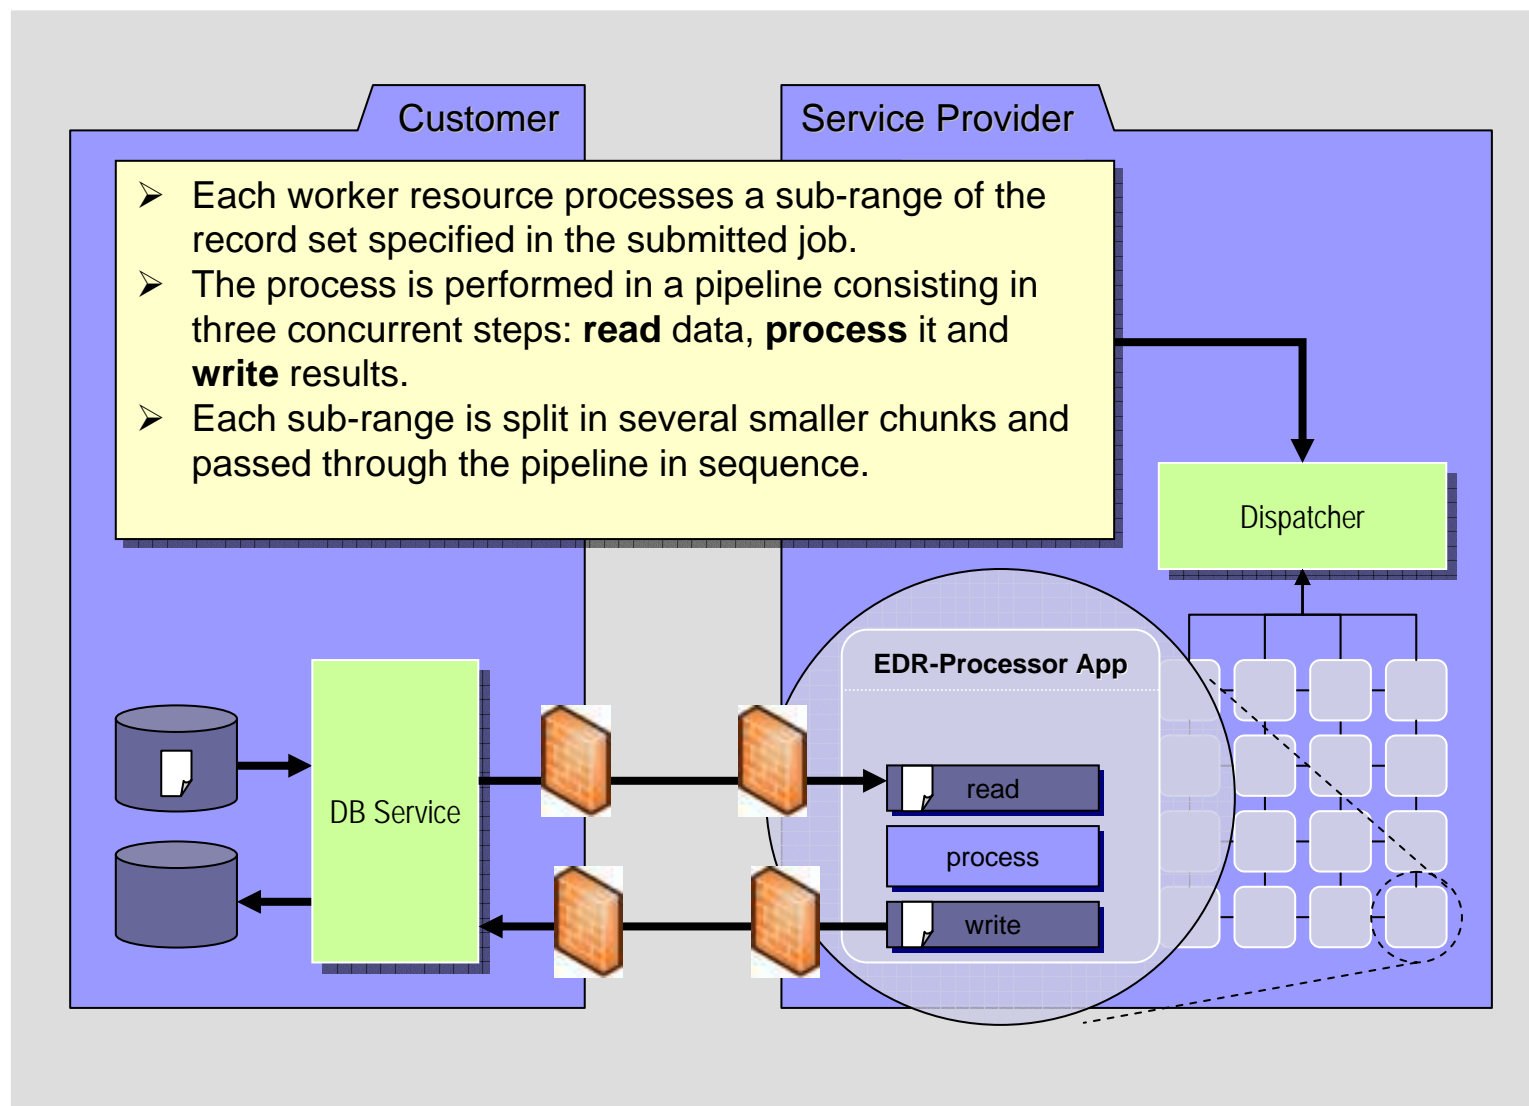 Customer
Service Provider
➢ Each worker resource processes a sub-range of the
record set specified in the submitted job.
➢ The process is performed in a pipeline consisting in
three concurrent steps: read data, process it and
write results.
➢ Each sub-range is split in several smaller chunks and
passed through the pipeline in sequence.
Dispatcher
EDR-Processor App
DB Service
read
process
write